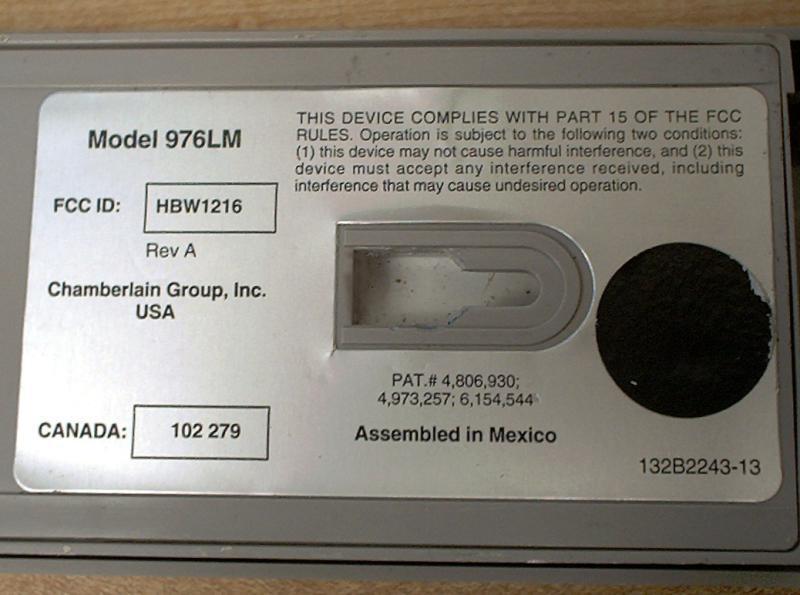 Model 976LM
FCC ID: HBW1216
Rev A
Chamberlain Group, Inc.
USA
CANADA: 102 279
THIS DEVICE COMPLIES WITH PART 15 OF THE FCC
RULES. Operation is subject to the following two conditions:
(1) this device may not cause harmful interference, and (2) this
device must accept any interference received, including
interference that may cause undesired operation.
PAT.# 4,806,930;
4,973,257; 6,154,544
Assembled in Mexico
132B2243-13